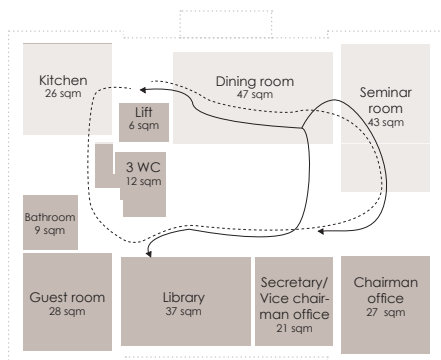 Kitchen
26 sqm
Dining room
47 sqm
Seminar
room
43 sqm
Lift
6 sqm
3 WC
12 sqm
Bathroom
9 sqm
Guest room
28 sqm
Library
37 sqm
Secretary/
Vice chair-
man office
21 sqm
Chairman
office
27 sqm